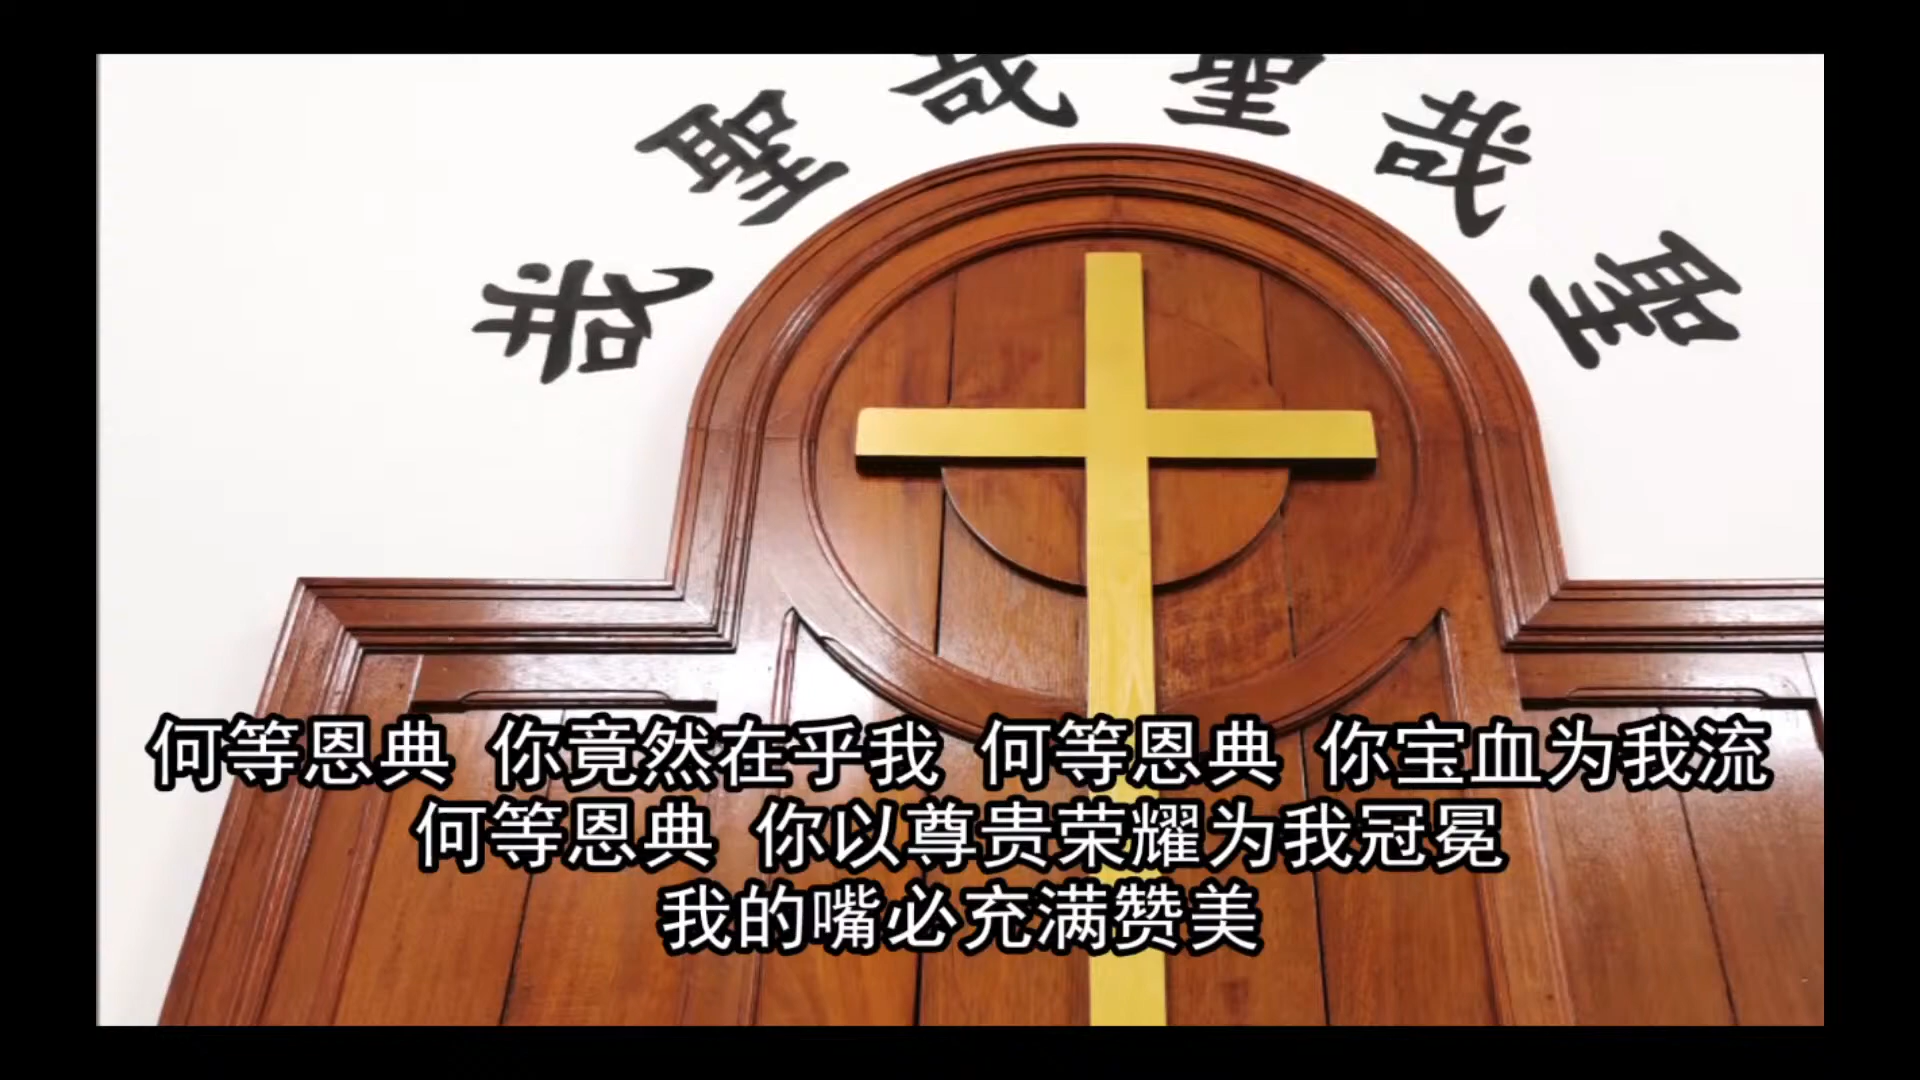 哉聖哉聖哉聖
何等恩典 你竟然在乎我 何等恩典 你宝血为我流
何等恩典 你以尊贵荣耀为我冠冕
我的嘴必充满赞美